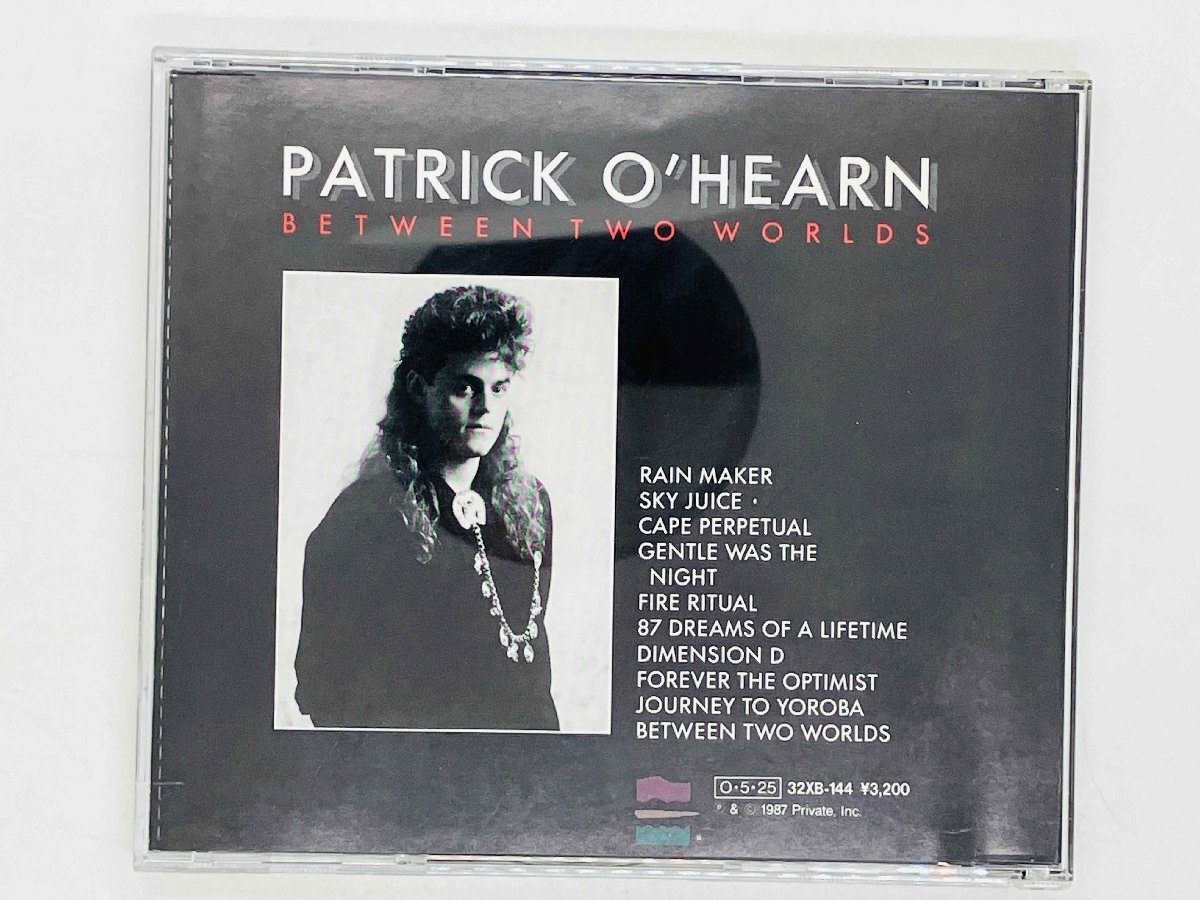 PATRICK O'HEARN
BETWEEN TWO WORLDS
RAIN MAKER
SKY JUICE
CAPE PERPETUAL
GENTLE WAS THE
NIGHT
FIRE RITUAL
87 DREAMS OF A LIFETIME
DIMENSION D
FOREVER THE OPTIMIST
JOURNEY TO YOROBA
BETWEEN TWO WORLDS
O•5•25 32XB-144 ¥3,200
℗ & © 1987 Private, Inc.